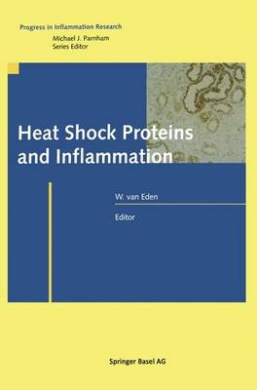 Progress in Inflammation Research
Michael J. Parnham
Series Editor
Heat Shock Proteins
and Inflammation
W. van Eden
Editor
Springer Basel AG